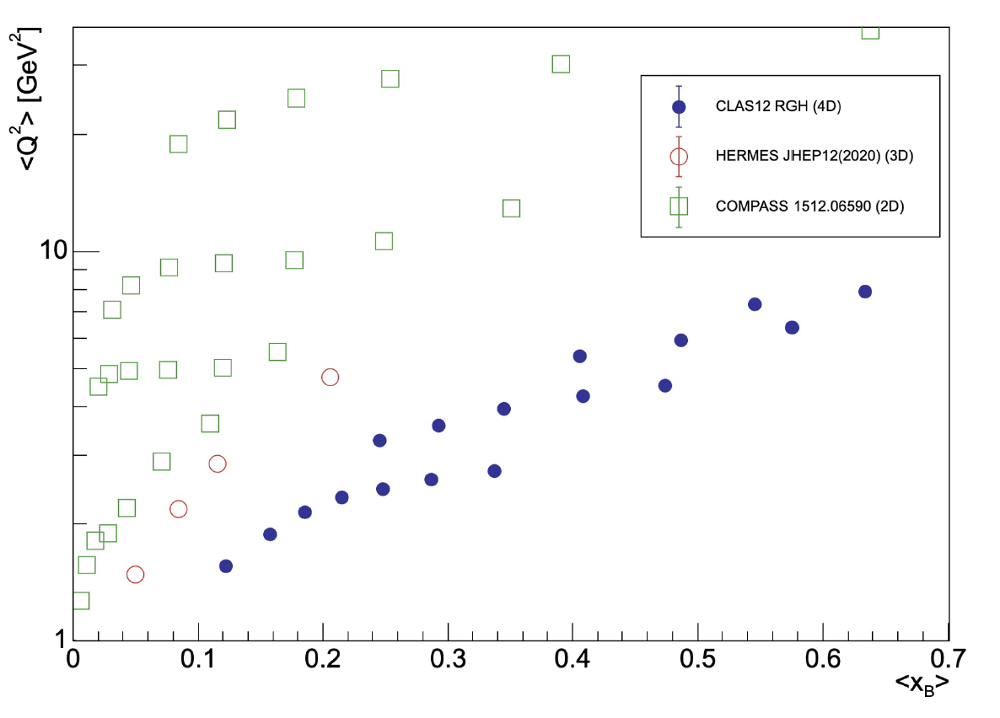 <Q²> [GeV²]
CLAS12 RGH (4D)
HERMES JHEP12(2020) (3D)
COMPASS 1512.06590 (2D)
10
1
0 0.1 0.2 0.3 0.4 0.5 0.6 0.7
<x_B>